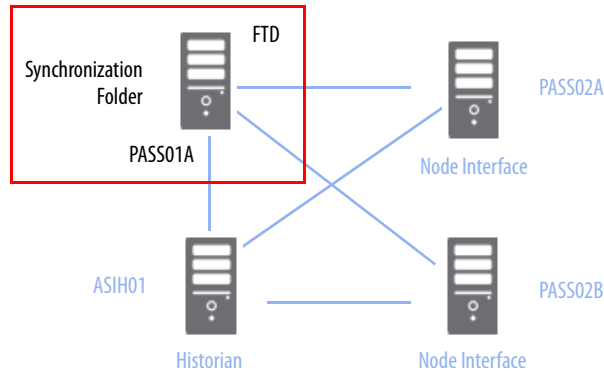 FTD
Synchronization
Folder
PASS01A
PASS02A
Node Interface
ASIH01
Historian
PASS02B
Node Interface